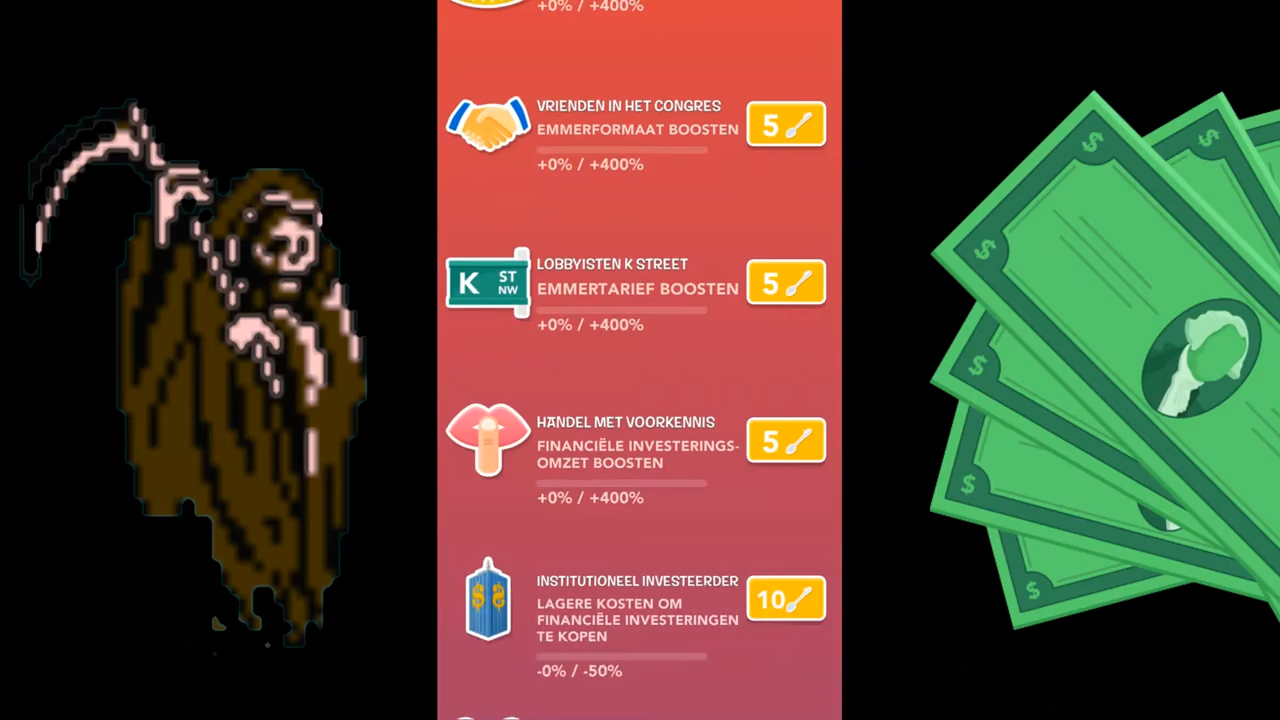 +0% / +400%
VRIENDEN IN HET CONGRES
EMMERFORMAAT BOOSTEN
5
+0% / +400%
LOBBYISTEN K STREET
EMMERTARIEF BOOSTEN
K ST
NW
5
+0% / +400%
HANDEL MET VOORKENNIS
FINANCIËLE INVESTERINGS-
OMZET BOOSTEN
5
+0% / +400%
INSTITUTIONEEL INVESTEERDER
LAGERE KOSTEN OM
FINANCIËLE INVESTERINGEN
TE KOPEN
$ $
10
-0% / -50%
$
$
$
$
$
$